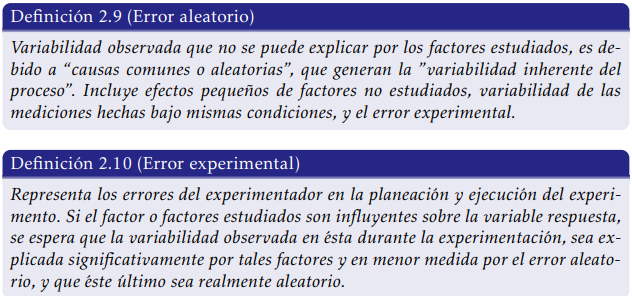 Definición 2.9 (Error aleatorio)
Variabilidad observada que no se puede explicar por los factores estudiados, es de-
bido a “causas comunes o aleatorias”, que generan la ”variabilidad inherente del
proceso”. Incluye efectos pequeños de factores no estudiados, variabilidad de las
mediciones hechas bajo mismas condiciones, y el error experimental.
Definición 2.10 (Error experimental)
Representa los errores del experimentador en la planeación y ejecución del experi-
mento. Si el factor o factores estudiados son influyentes sobre la variable respuesta,
se espera que la variabilidad observada en ésta durante la experimentación, sea ex-
plicada significativamente por tales factores y en menor medida por el error aleato-
rio, y que éste último sea realmente aleatorio.